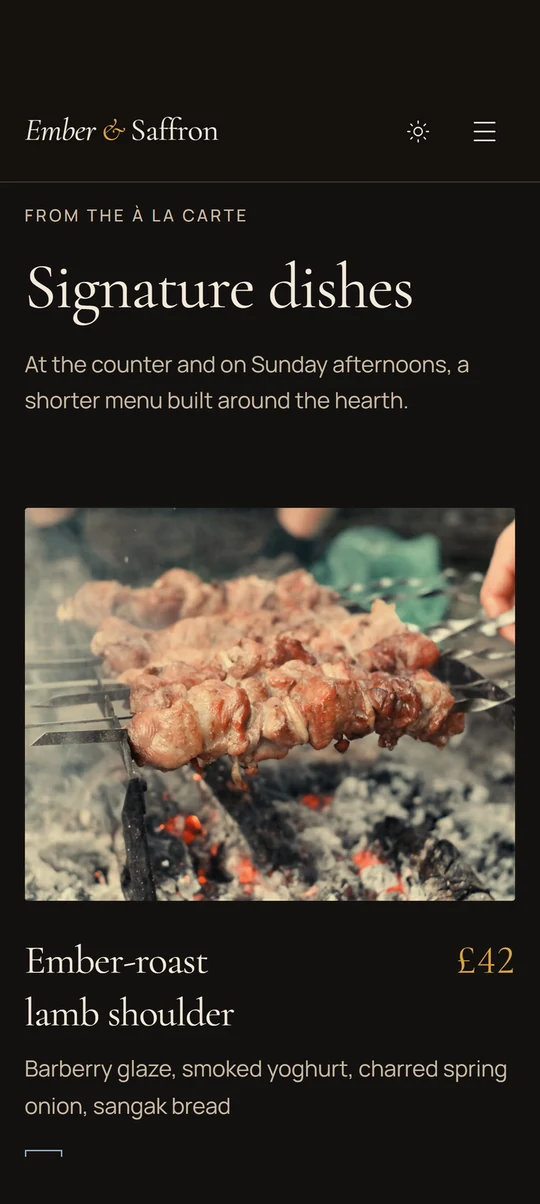 Ember & Saffron
FROM THE À LA CARTE
Signature dishes
At the counter and on Sunday afternoons, a
shorter menu built around the hearth.
Ember-roast £42
lamb shoulder
Barberry glaze, smoked yoghurt, charred spring
onion, sangak bread